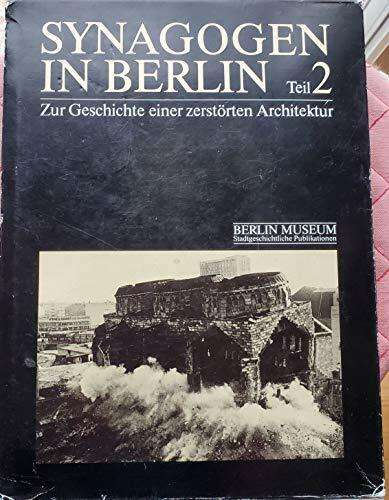 SYNAGOGEN
IN BERLIN Teil 2
Zur Geschichte einer zerstörten Architektur
BERLIN MUSEUM
Stadtgeschichtliche Publikationen